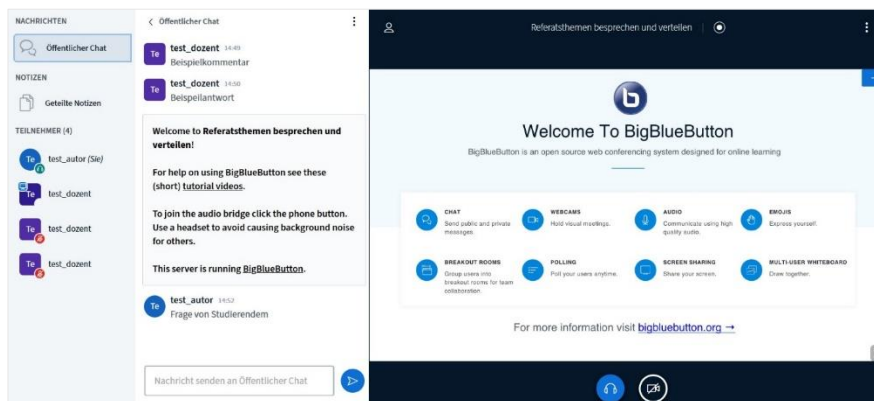 NACHRICHTEN
Öffentlicher Chat
NOTIZEN
Geteilte Notizen
TEILNEHMER (4)
Te
test_autor (Sie)
Te
test_dozent
Te
test_dozent
Te
test_dozent
Öffentlicher Chat
Te
test_dozent 14:49
Beispielkommentar
Te
test_dozent 14:50
Beispielantwort
Welcome to Referatsthemen besprechen und
verteilen!
For help on using BigBlueButton see these
(short) tutorial videos.
To join the audio bridge click the phone button.
Use a headset to avoid causing background noise
for others.
This server is running BigBlueButton.
Te
test_autor 14:52
Frage von Studierendem
Nachricht senden an Öffentlicher Chat
Referatsthemen besprechen und verteilen
b
Welcome To BigBlueButton
BigBlueButton is an open source web conferencing system designed for online learning
CHAT
Send public and private
messages.
WEBCAMS
Hold visual meetings.
AUDIO
Communicate using high
quality audio.
EMOJIS
Express yourself.
BREAKOUT ROOMS
Group users into
breakout rooms for team
collaboration.
POLLING
Poll your users anytime.
SCREEN SHARING
Share your screen.
MULTI-USER WHITEBOARD
Draw together.
For more information visit bigbluebutton.org →